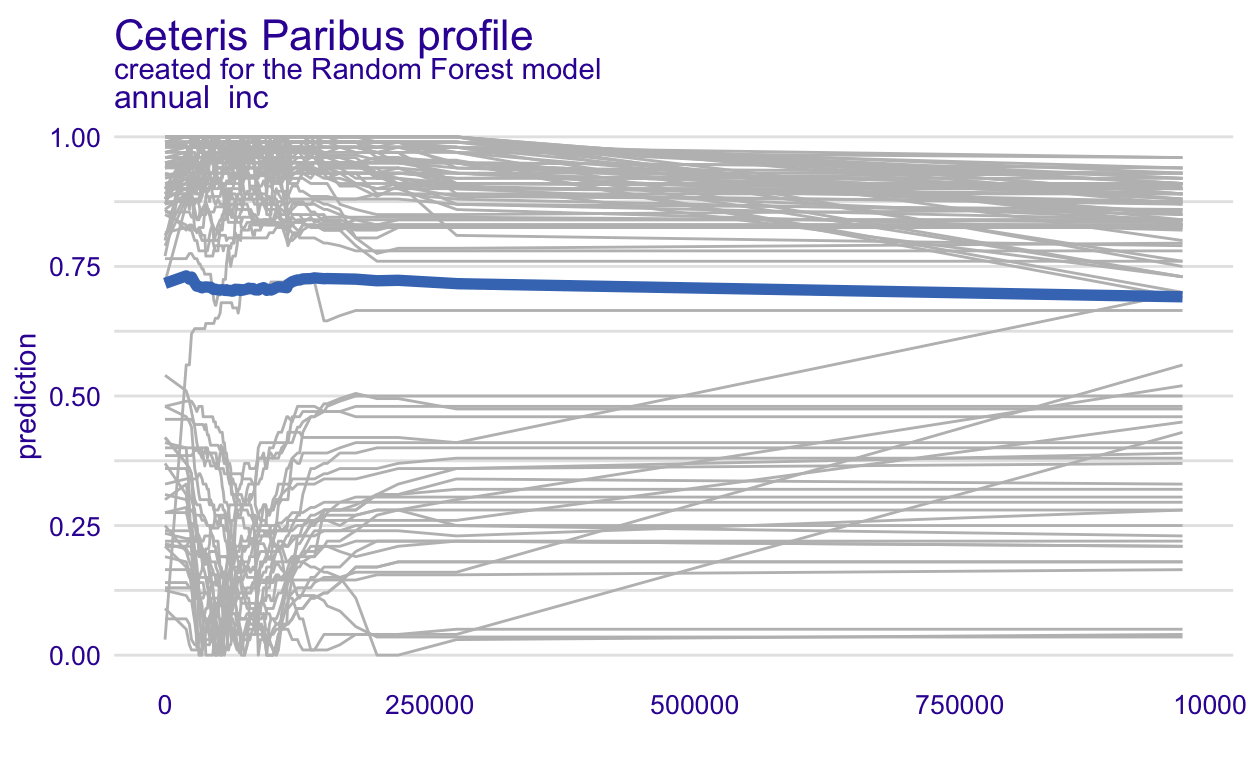 Ceteris Paribus profile
created for the Random Forest model
annual  inc
1.00
0.75
0.50
0.25
0.00
prediction
0
250000
500000
750000
10000